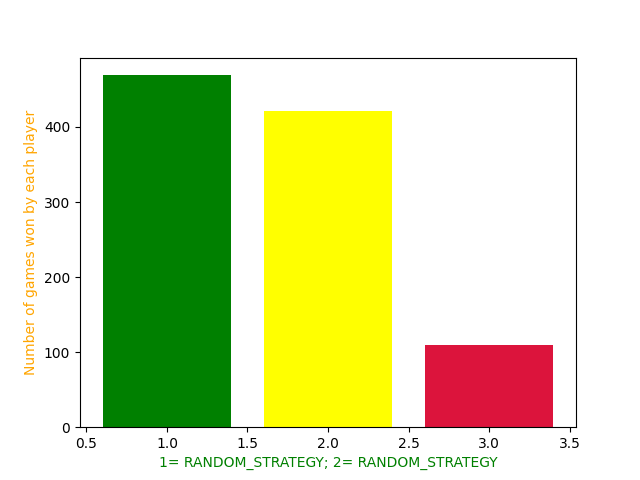 Number of games won by each player
400
300
200
100
0
0.5 1.0 1.5 2.0 2.5 3.0 3.5
1= RANDOM_STRATEGY; 2= RANDOM_STRATEGY